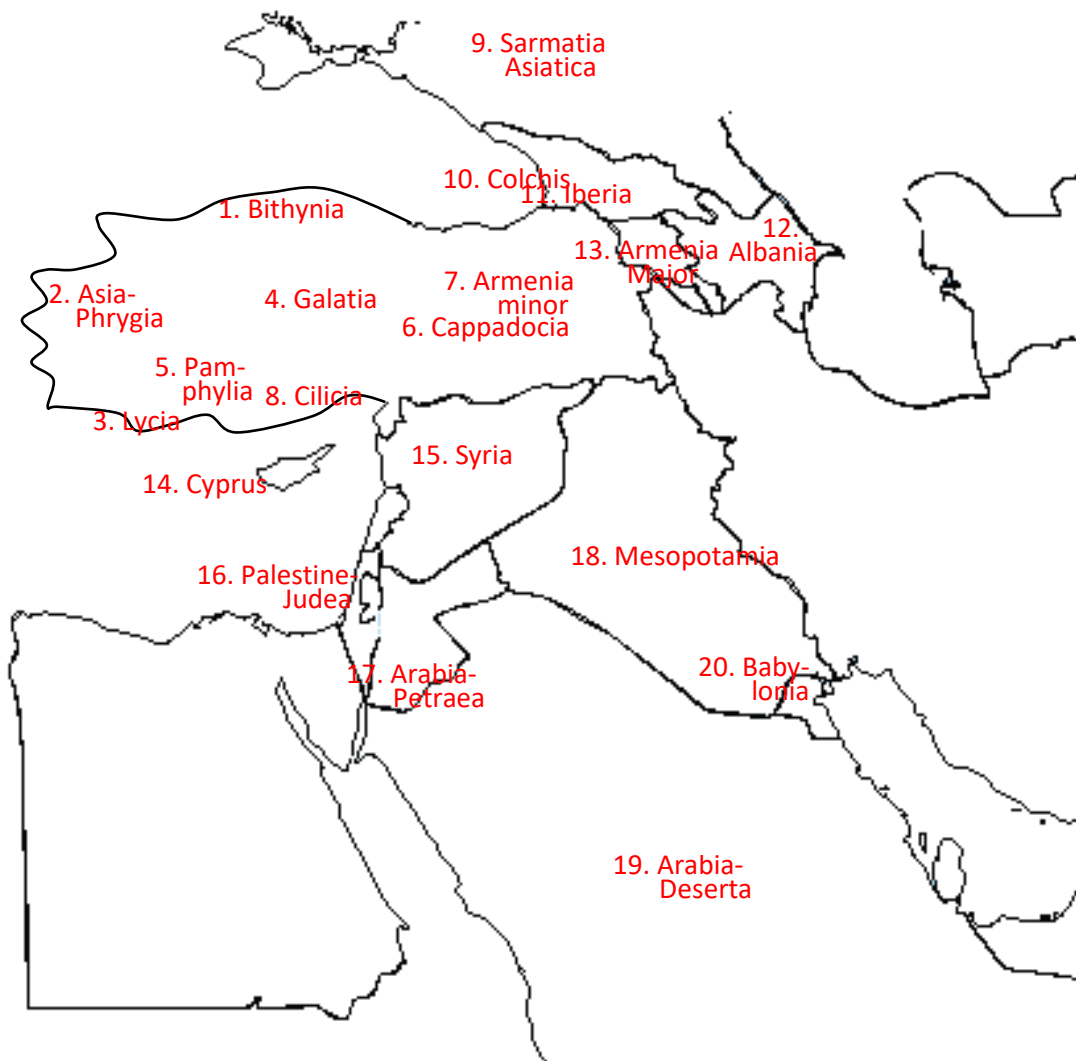 9. Sarmatia
Asiatica
10. Colchis
11. Iberia
1. Bithynia
12.
Albania
13. Armenia
Major
2. Asia-
Phrygia
4. Galatia
7. Armenia
minor
6. Cappadocia
5. Pam-
phylia
8. Cilicia
3. Lycia
15. Syria
14. Cyprus
18. Mesopotamia
16. Palestine-
Judea
17. Arabia-
Petraea
20. Baby-
lonia
19. Arabia-
Deserta